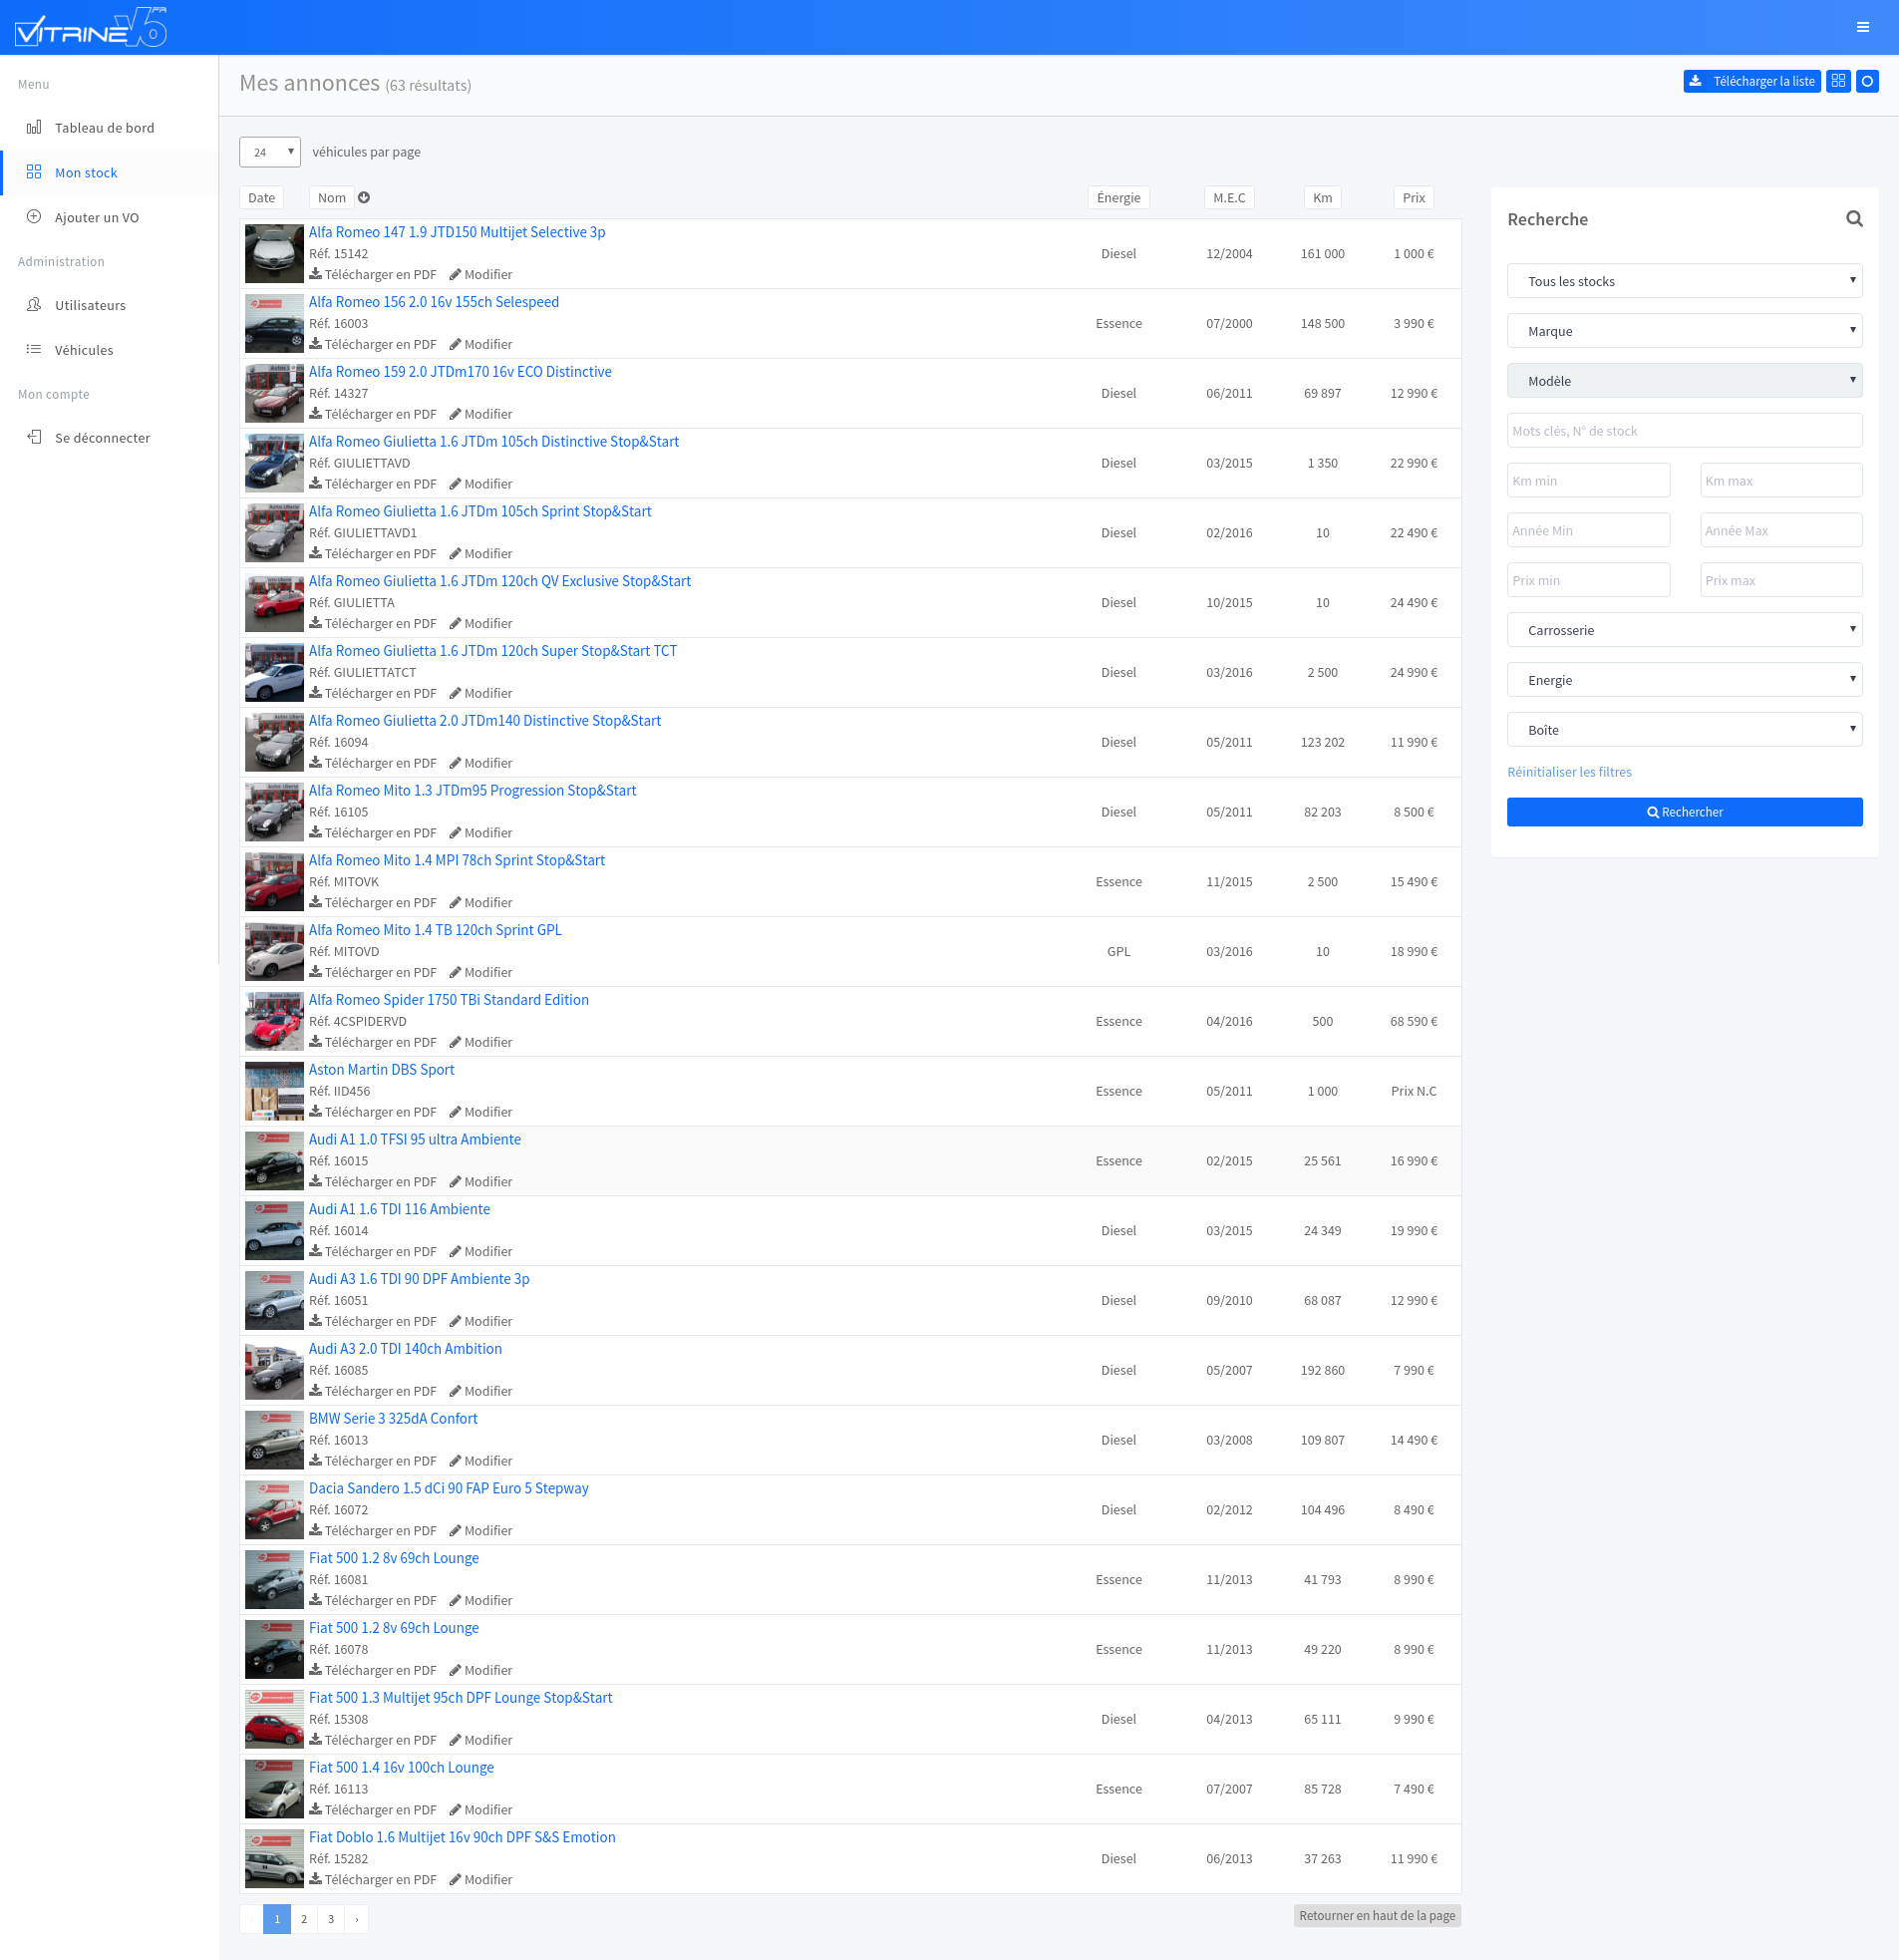 VITRINE V5
Menu
Tableau de bord
Mon stock
Ajouter un VO
Administration
Utilisateurs
Véhicules
Mon compte
Se déconnecter
Mes annonces (63 résultats)
Télécharger la liste
24 véhicules par page
Date Nom Énergie M.E.C Km Prix
Alfa Romeo 147 1.9 JTD150 Multijet Selective 3p
Réf. 15142 Diesel 12/2004 161 000 1 000 €
Télécharger en PDF Modifier
Alfa Romeo 156 2.0 16v 155ch Selespeed
Réf. 16003 Essence 07/2000 148 500 3 990 €
Télécharger en PDF Modifier
Alfa Romeo 159 2.0 JTDm170 16v ECO Distinctive
Réf. 14327 Diesel 06/2011 69 897 12 990 €
Télécharger en PDF Modifier
Alfa Romeo Giulietta 1.6 JTDm 105ch Distinctive Stop&Start
Réf. GIULIETTAVD Diesel 03/2015 1 350 22 990 €
Télécharger en PDF Modifier
Alfa Romeo Giulietta 1.6 JTDm 105ch Sprint Stop&Start
Réf. GIULIETTAVD1 Diesel 02/2016 10 22 490 €
Télécharger en PDF Modifier
Alfa Romeo Giulietta 1.6 JTDm 120ch QV Exclusive Stop&Start
Réf. GIULIETTA Diesel 10/2015 10 24 490 €
Télécharger en PDF Modifier
Alfa Romeo Giulietta 1.6 JTDm 120ch Super Stop&Start TCT
Réf. GIULIETTATCT Diesel 03/2016 2 500 24 990 €
Télécharger en PDF Modifier
Alfa Romeo Giulietta 2.0 JTDm140 Distinctive Stop&Start
Réf. 16094 Diesel 05/2011 123 202 11 990 €
Télécharger en PDF Modifier
Alfa Romeo Mito 1.3 JTDm95 Progression Stop&Start
Réf. 16105 Diesel 05/2011 82 203 8 500 €
Télécharger en PDF Modifier
Alfa Romeo Mito 1.4 MPI 78ch Sprint Stop&Start
Réf. MITOVK Essence 11/2015 2 500 15 490 €
Télécharger en PDF Modifier
Alfa Romeo Mito 1.4 TB 120ch Sprint GPL
Réf. MITOVD GPL 03/2016 10 18 990 €
Télécharger en PDF Modifier
Alfa Romeo Spider 1750 TBi Standard Edition
Réf. 4CSPIDERVD Essence 04/2016 500 68 590 €
Télécharger en PDF Modifier
Aston Martin DBS Sport
Réf. IID456 Essence 05/2011 1 000 Prix N.C
Télécharger en PDF Modifier
Audi A1 1.0 TFSI 95 ultra Ambiente
Réf. 16015 Essence 02/2015 25 561 16 990 €
Télécharger en PDF Modifier
Audi A1 1.6 TDI 116 Ambiente
Réf. 16014 Diesel 03/2015 24 349 19 990 €
Télécharger en PDF Modifier
Audi A3 1.6 TDI 90 DPF Ambiente 3p
Réf. 16051 Diesel 09/2010 68 087 12 990 €
Télécharger en PDF Modifier
Audi A3 2.0 TDI 140ch Ambition
Réf. 16085 Diesel 05/2007 192 860 7 990 €
Télécharger en PDF Modifier
BMW Serie 3 325dA Confort
Réf. 16013 Diesel 03/2008 109 807 14 490 €
Télécharger en PDF Modifier
Dacia Sandero 1.5 dCi 90 FAP Euro 5 Stepway
Réf. 16072 Diesel 02/2012 104 496 8 490 €
Télécharger en PDF Modifier
Fiat 500 1.2 8v 69ch Lounge
Réf. 16081 Essence 11/2013 41 793 8 990 €
Télécharger en PDF Modifier
Fiat 500 1.2 8v 69ch Lounge
Réf. 16078 Essence 11/2013 49 220 8 990 €
Télécharger en PDF Modifier
Fiat 500 1.3 Multijet 95ch DPF Lounge Stop&Start
Réf. 15308 Diesel 04/2013 65 111 9 990 €
Télécharger en PDF Modifier
Fiat 500 1.4 16v 100ch Lounge
Réf. 16113 Essence 07/2007 85 728 7 490 €
Télécharger en PDF Modifier
Fiat Doblo 1.6 Multijet 16v 90ch DPF S&S Emotion
Réf. 15282 Diesel 06/2013 37 263 11 990 €
Télécharger en PDF Modifier
1 2 3 ›
Retourner en haut de la page
Recherche
Tous les stocks
Marque
Modèle
Mots clés, N° de stock
Km min Km max
Année Min Année Max
Prix min Prix max
Carrosserie
Energie
Boîte
Réinitialiser les filtres
Rechercher